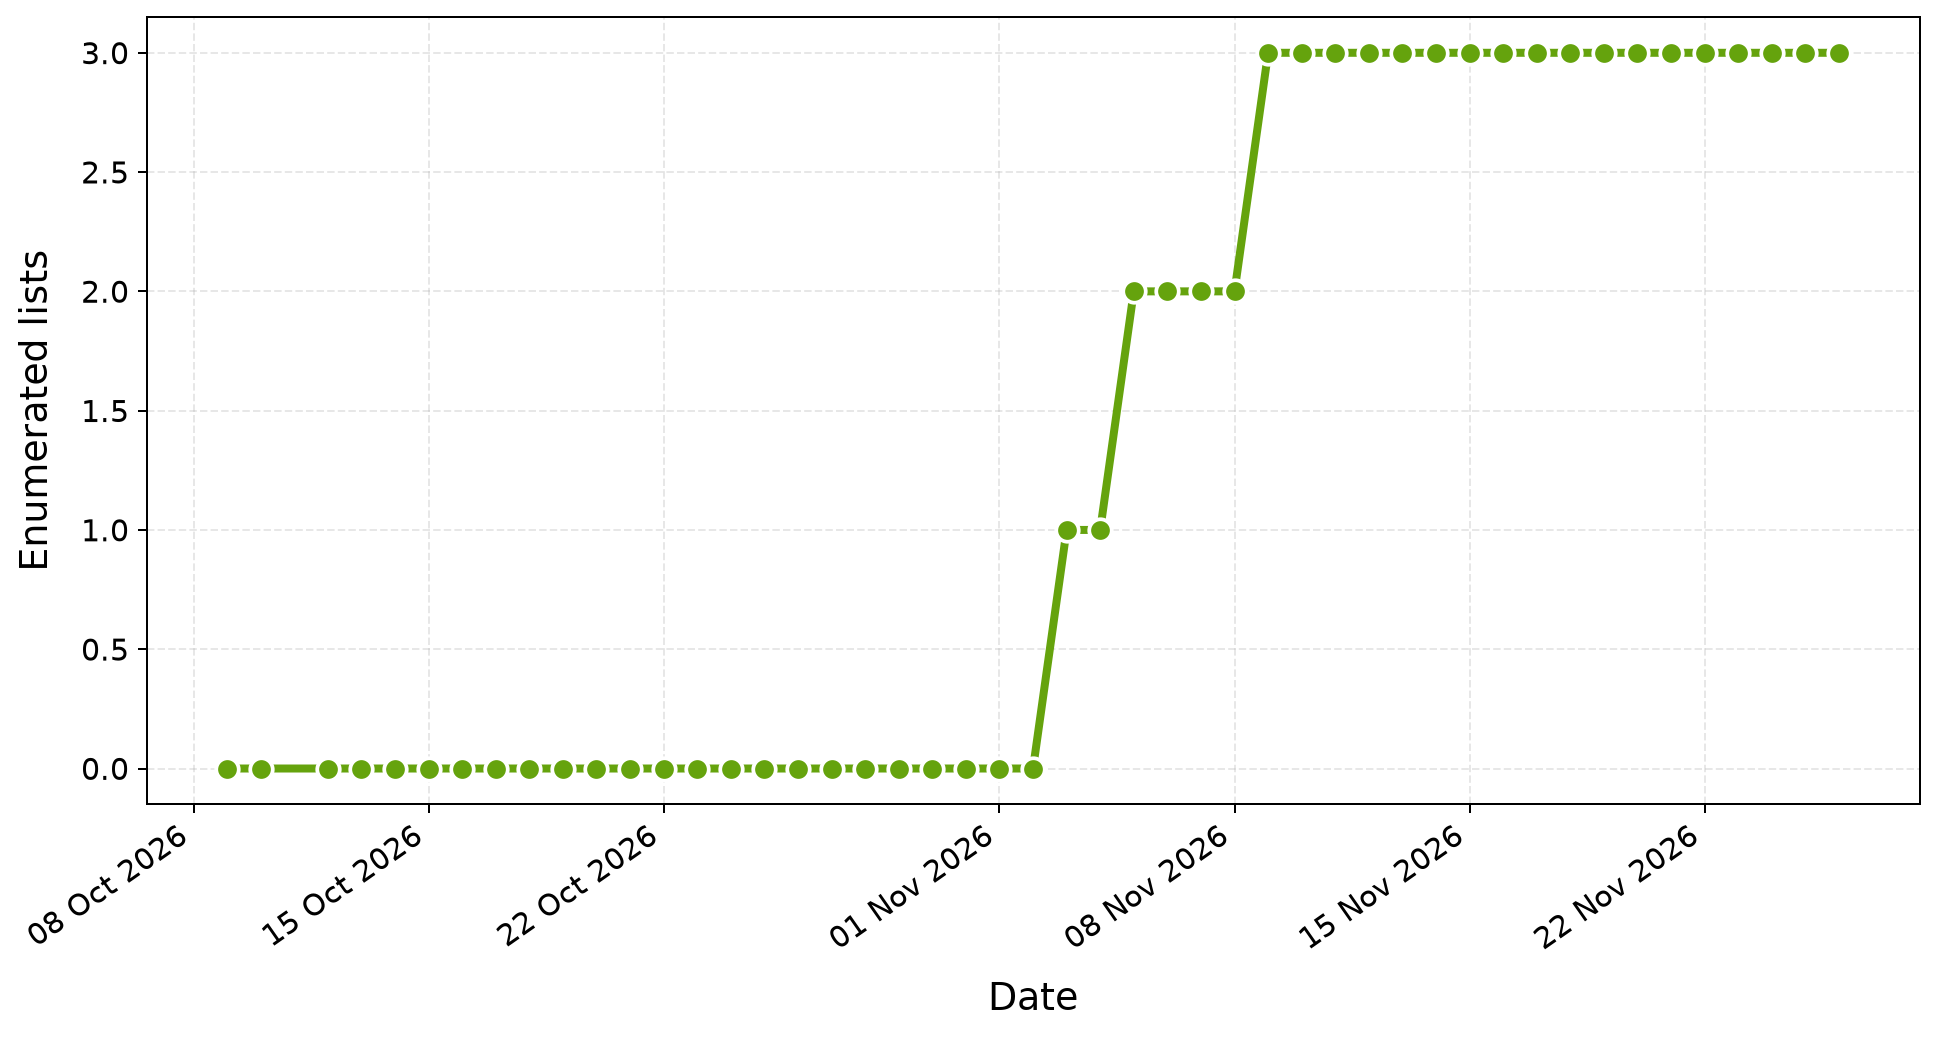 3.0
2.5
2.0
1.5
1.0
0.5
0.0
Enumerated lists
08 Oct 2026
15 Oct 2026
22 Oct 2026
01 Nov 2026
08 Nov 2026
15 Nov 2026
22 Nov 2026
Date